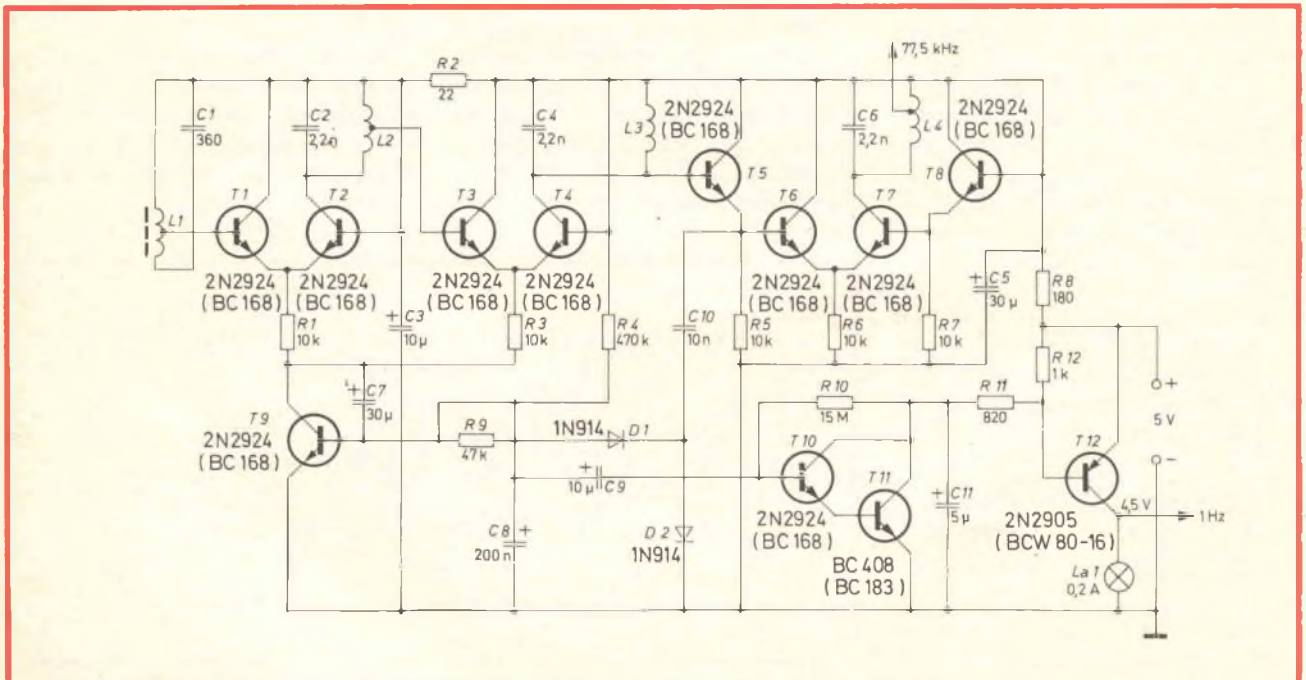 77,5 kHz
R2
22
C1
360
C2
2,2n
L2
C4
2,2n
L3
2N2924
(BC 168)
C6
2,2n
L4
2N2924
(BC 168)
T5
T8
L1
T1
T2
T3
T4
T6
T7
2N2924
(BC 168)
2N2924
(BC 168)
2N2924
(BC 168)
2N2924
(BC 168)
2N2924
(BC 168)
2N2924
(BC 168)
C5
30 µ
R8
180
R1
10k
+
C3
10µ
R3
10k
R4
470k
C10
10n
R5
10k
R6
10k
R7
10k
R12
1k
+
5 V
–
+
C7
30µ
T9
2N2924
(BC 168)
R9
47k
1N914
D1
R10
15 M
R11
820
+
10µ
C9
T10
T11
T12
2N2924
(BC 168)
BC 408
(BC 183)
+
C11
5µ
2N2905
(BCW 80-16)
4,5 V
1 Hz
C8
+
200 n
D2
1N914
La 1
0,2 A